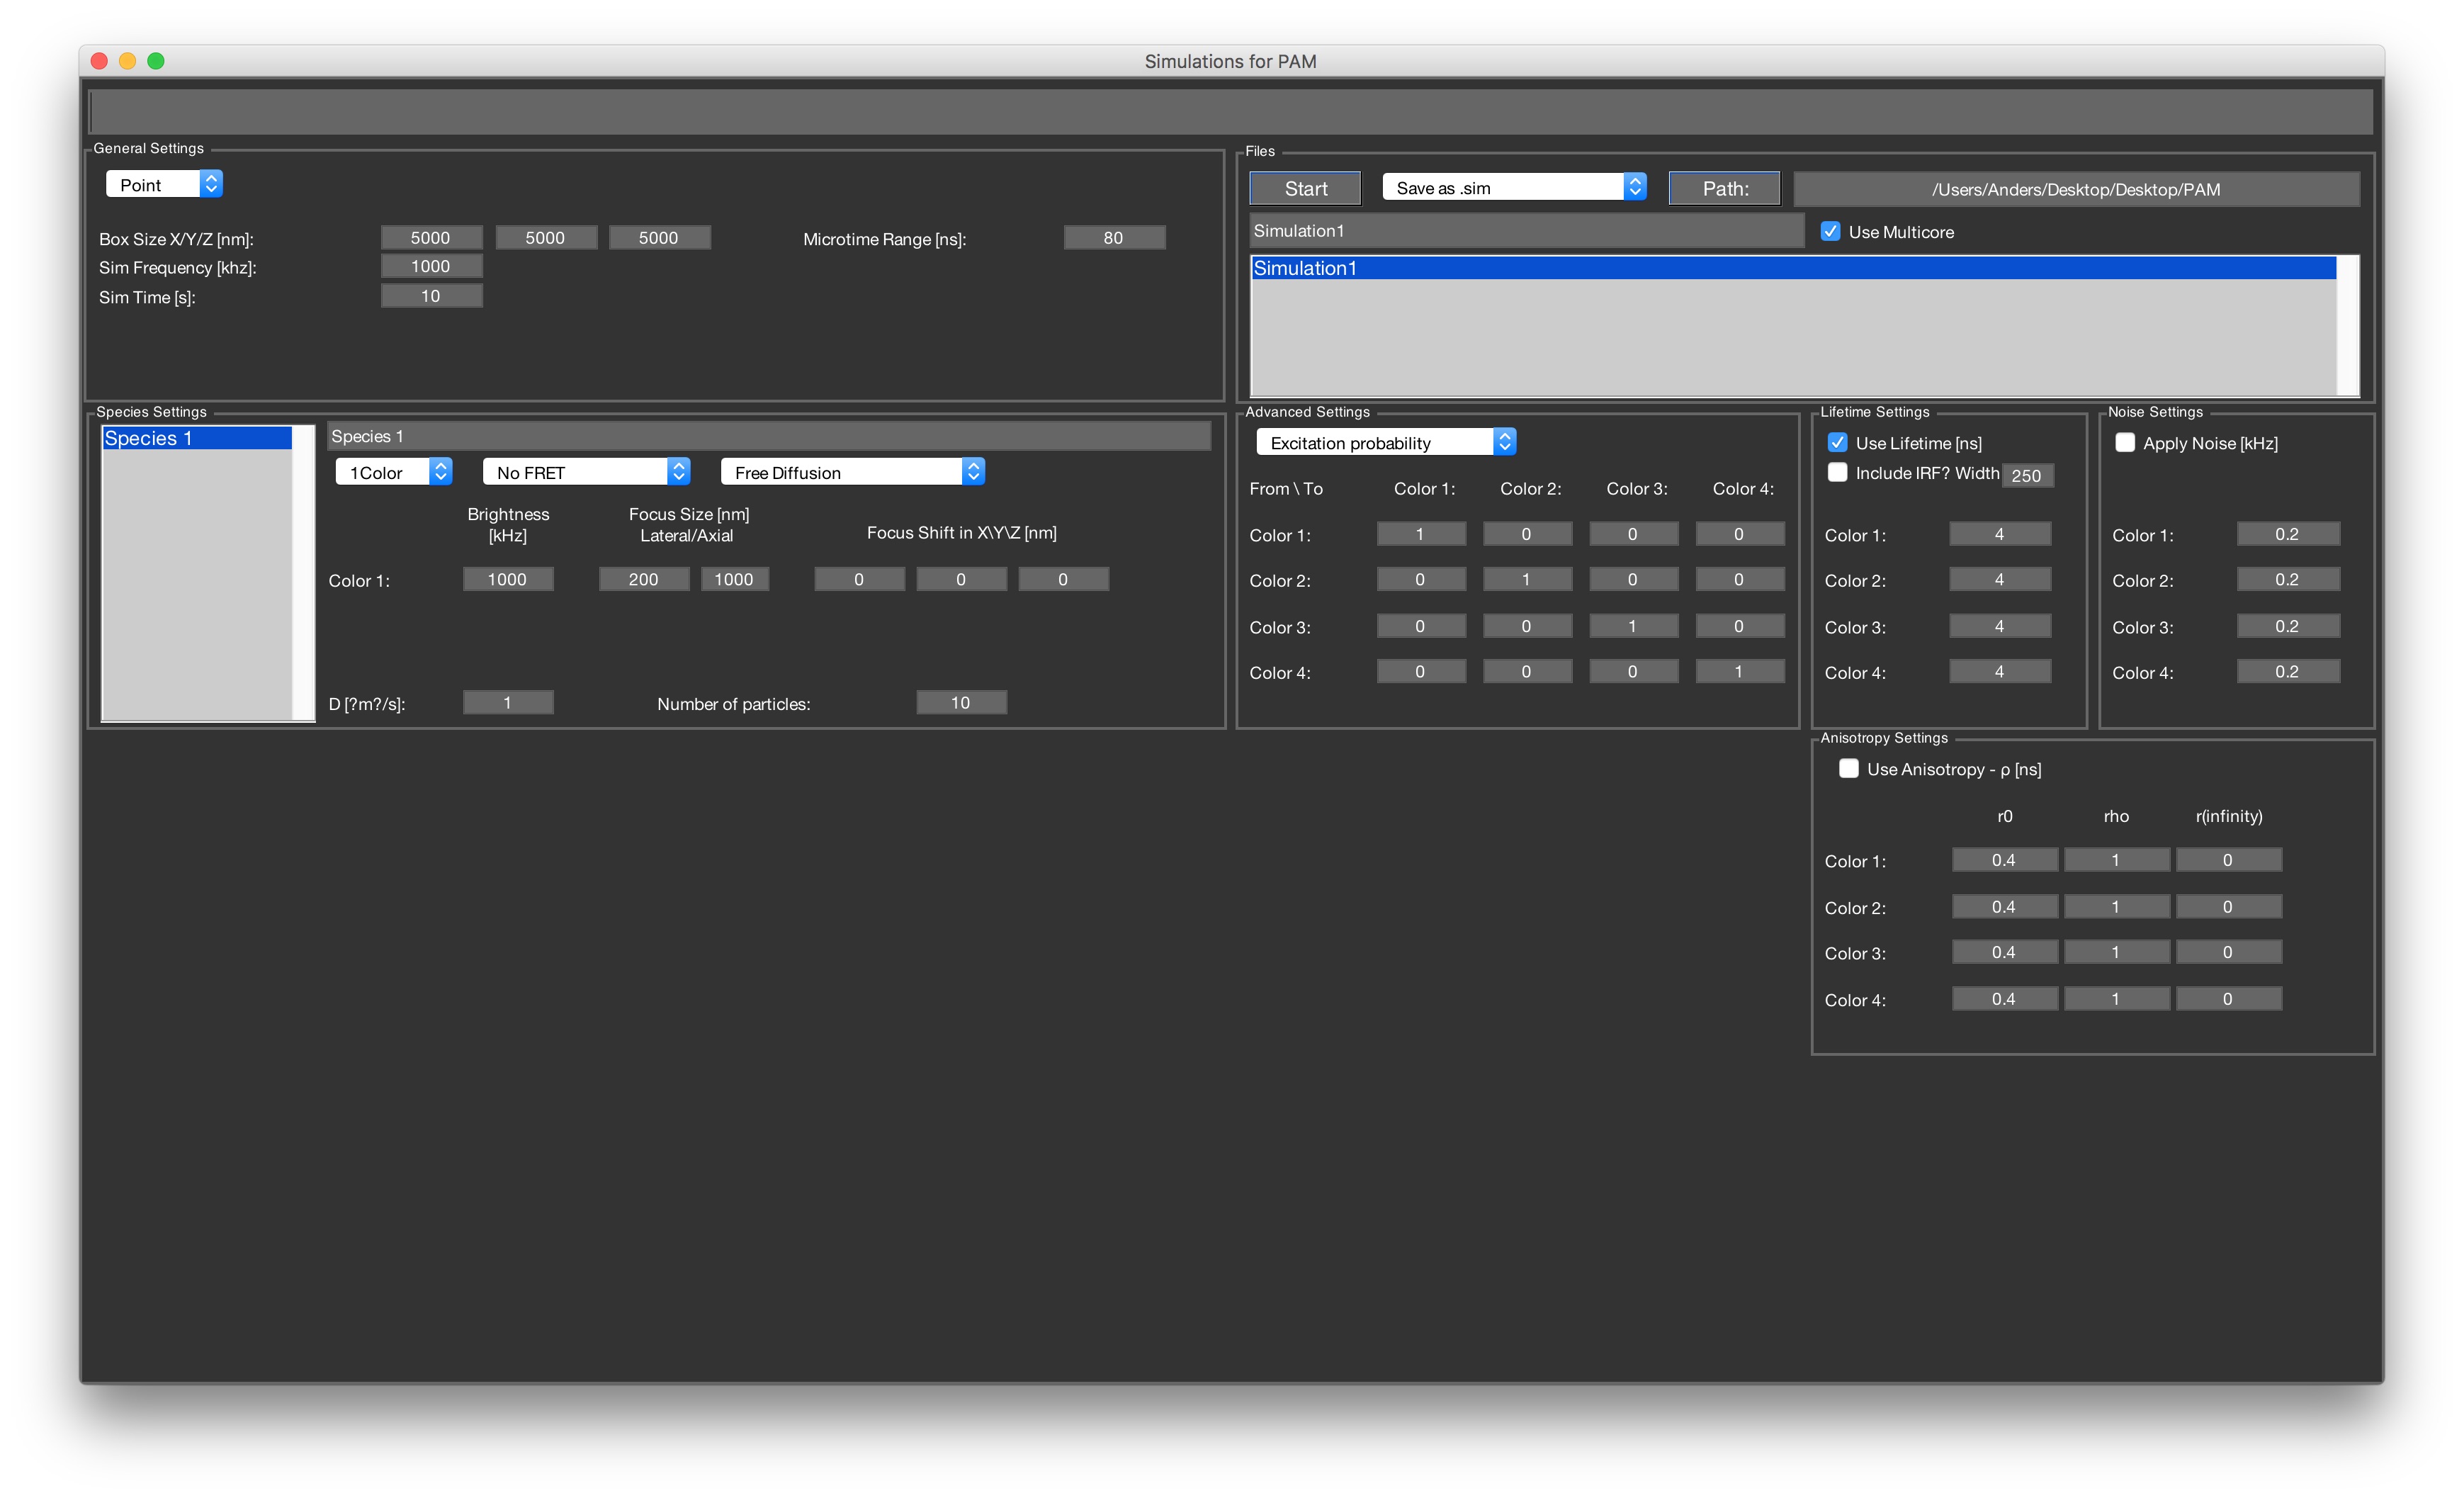 Simulations for PAM
General Settings
Point
Box Size X/Y/Z [nm]: 5000 5000 5000 Microtime Range [ns]: 80
Sim Frequency [khz]: 1000
Sim Time [s]: 10
Files
Start Save as .sim Path: /Users/Anders/Desktop/Desktop/PAM
Simulation1 Use Multicore
Simulation1
Species Settings
Species 1
Species 1
1Color No FRET Free Diffusion
Brightness [kHz] Focus Size [nm] Lateral/Axial Focus Shift in X\Y\Z [nm]
Color 1: 1000 200 1000 0 0 0
D [?m?/s]: 1 Number of particles: 10
Advanced Settings
Excitation probability
From \ To Color 1: Color 2: Color 3: Color 4:
Color 1: 1 0 0 0
Color 2: 0 1 0 0
Color 3: 0 0 1 0
Color 4: 0 0 0 1
Lifetime Settings
Use Lifetime [ns]
Include IRF? Width 250
Color 1: 4
Color 2: 4
Color 3: 4
Color 4: 4
Noise Settings
Apply Noise [kHz]
Color 1: 0.2
Color 2: 0.2
Color 3: 0.2
Color 4: 0.2
Anisotropy Settings
Use Anisotropy - ρ [ns]
r0 rho r(infinity)
Color 1: 0.4 1 0
Color 2: 0.4 1 0
Color 3: 0.4 1 0
Color 4: 0.4 1 0